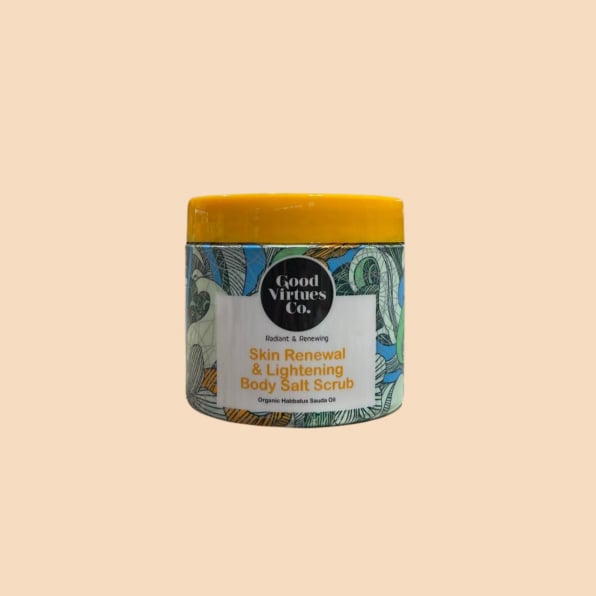 Good
Virtues
Co.
Radiant & Renewing
Skin Renewal
& Lightening
Body Salt Scrub
Organic Habbatus Sauda Oil